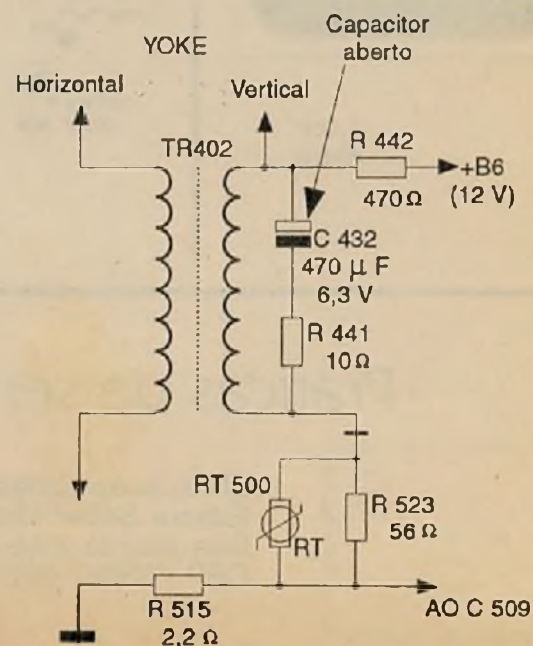 Capacitor
aberto
YOKE
Horizontal
Vertical
TR402
R 442
470Ω
+B6
(12 V)
C 432
470 µF
6,3 V
R 441
10Ω
RT 500
RT
R 523
56 Ω
R 515
2,2 Ω
AO C 509